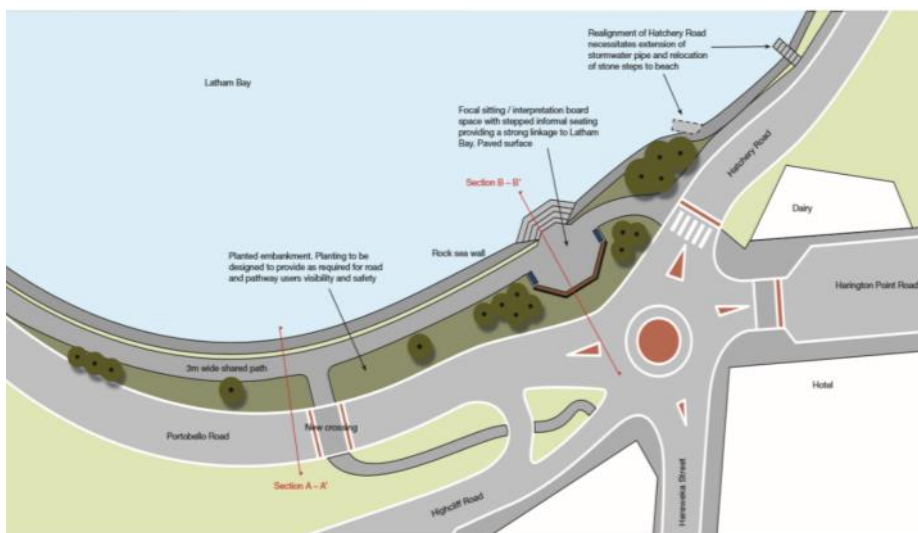 Realignment of Hatchery Road
necessitates extension of
stormwater pipe and relocation
of stone steps to beach
Latham Bay
Focal sitting / interpretation board
space with stepped informal seating
providing a strong linkage to Latham
Bay. Paved surface
Hatchery Road
Section B – B'
Dairy
Planted embankment. Planting to be
designed to provide as required for road
and pathway users visibility and safety
Rock sea wall
Harington Point Road
3m wide shared path
Hotel
New crossing
Portobello Road
Section A – A'
Highcliff Road
Hareweka Street